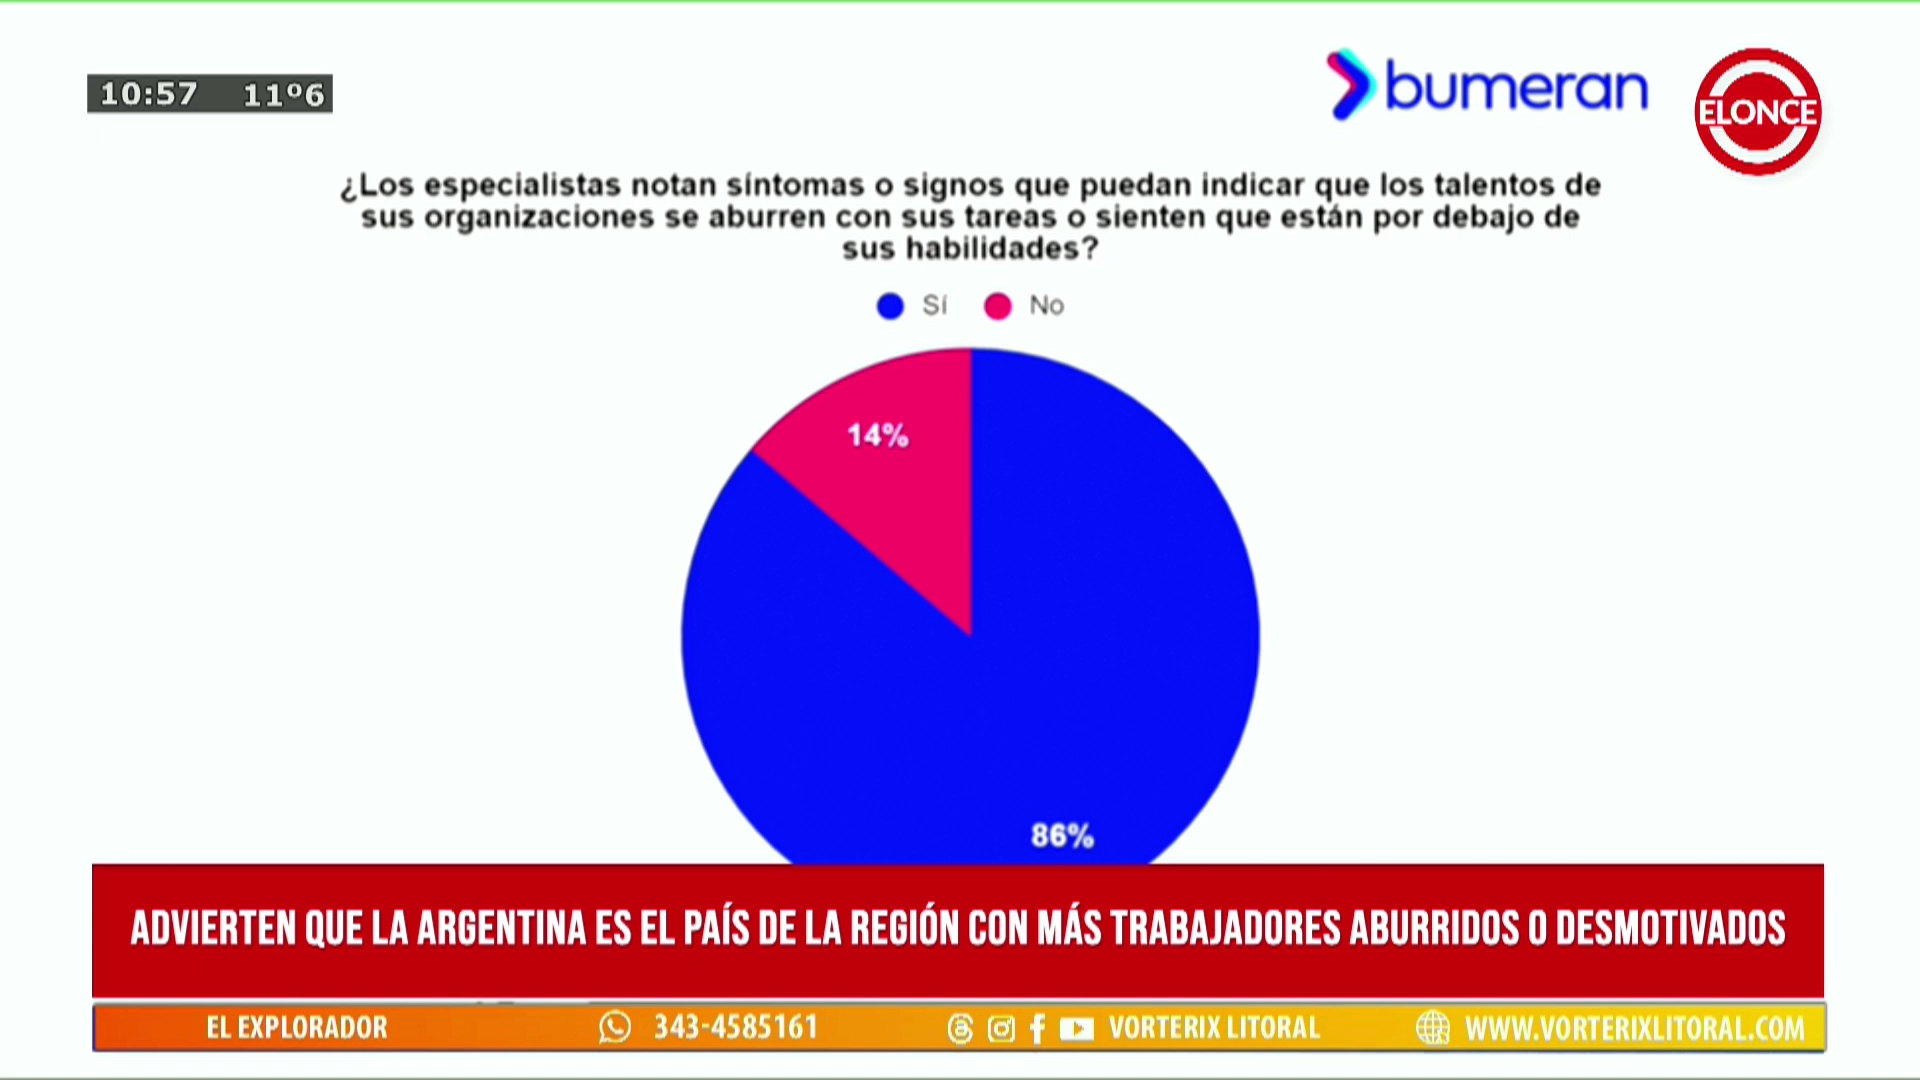 10:57 11º6
bumeran
ELONCE
¿Los especialistas notan síntomas o signos que puedan indicar que los talentos de
sus organizaciones se aburren con sus tareas o sienten que están por debajo de
sus habilidades?
Sí No
14%
86%
ADVIERTEN QUE LA ARGENTINA ES EL PAÍS DE LA REGIÓN CON MÁS TRABAJADORES ABURRIDOS O DESMOTIVADOS
EL EXPLORADOR 343-4585161 VORTERIX LITORAL WWW.VORTERIXLITORAL.COM